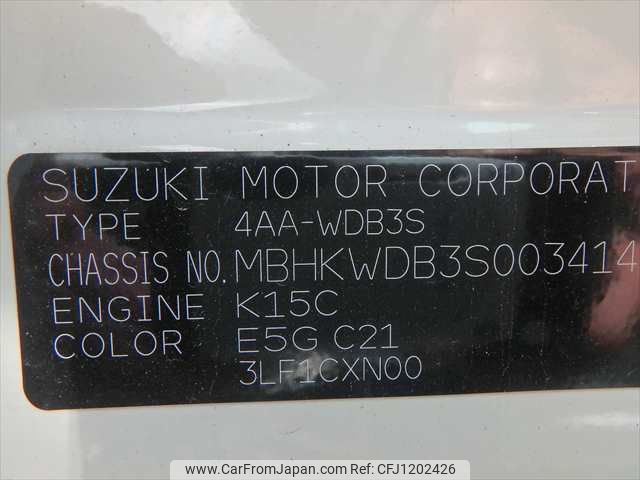 SUZUKI MOTOR CORPORAT
TYPE 4AA-WDB3S
CHASSIS NO. MBHKWDB3S003414
ENGINE K15C
COLOR E5G C21
3LF1CXN00
www.CarFromJapan.com CFJ1202426